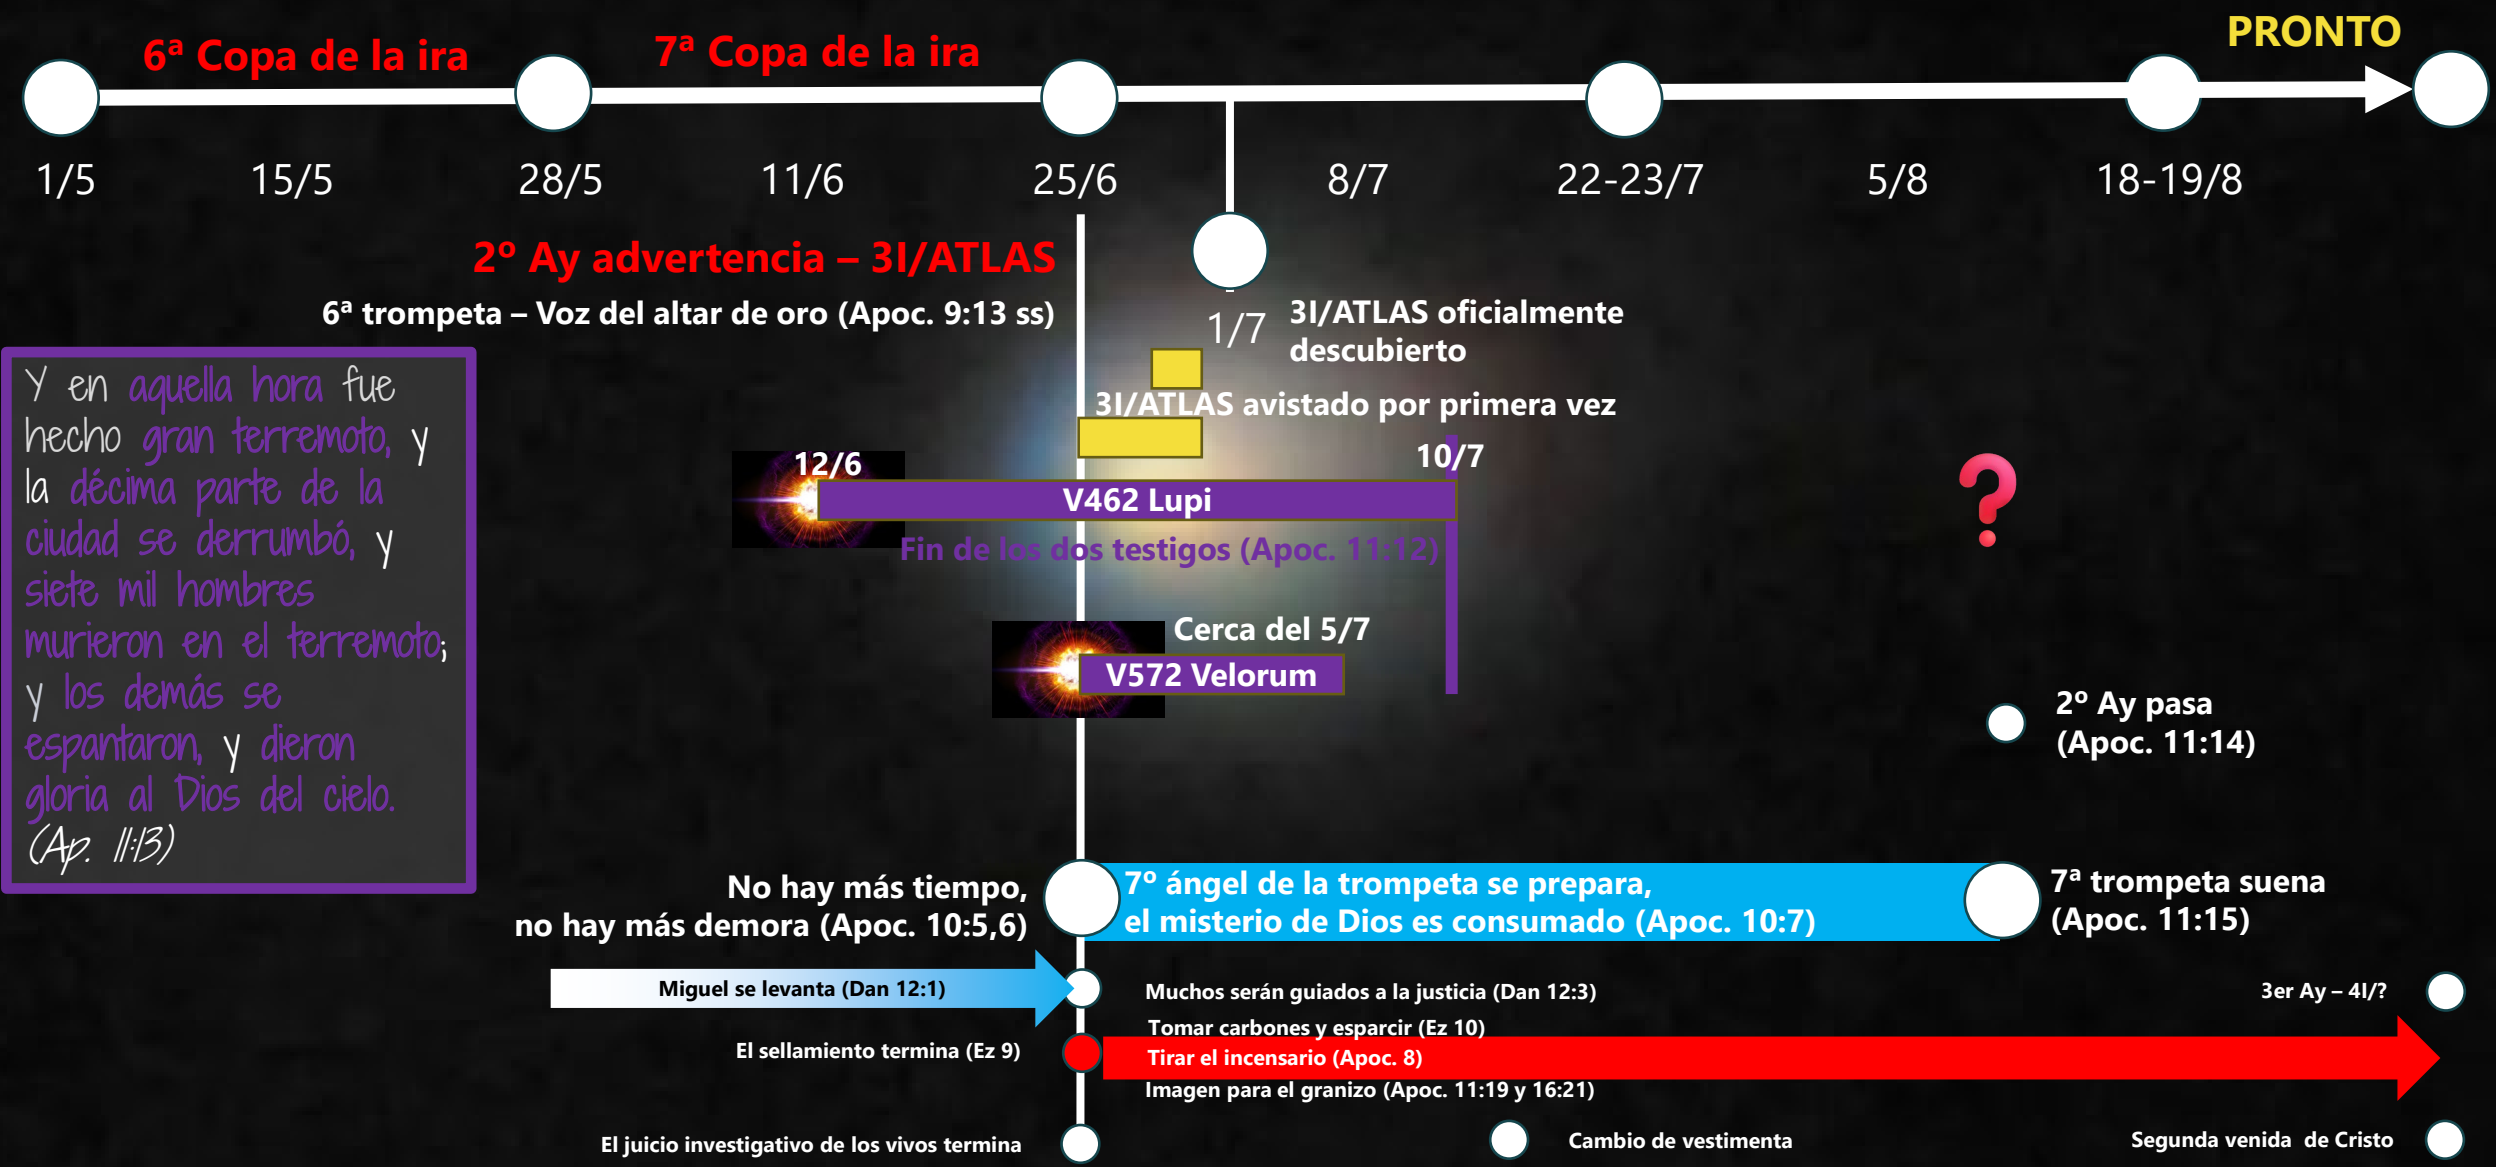 PRONTO
6ª Copa de la ira
7ª Copa de la ira
1/5
15/5
28/5
11/6
25/6
8/7
22-23/7
5/8
18-19/8
2º Ay advertencia – 3I/ATLAS
6ª trompeta – Voz del altar de oro (Apoc. 9:13 ss)
1/7
3I/ATLAS oficialmente
descubierto
3I/ATLAS avistado por primera vez
12/6
10/7
V462 Lupi
Fin de los dos testigos (Apoc. 11:12)
Cerca del 5/7
V572 Velorum
Y en aquella hora fue
hecho gran terremoto, y
la décima parte de la
ciudad se derrumbó, y
siete mil hombres
murieron en el terremoto;
y los demás se
espantaron, y dieron
gloria al Dios del cielo.
(Ap. 11:13)
?
2º Ay pasa
(Apoc. 11:14)
No hay más tiempo,
no hay más demora (Apoc. 10:5,6)
7º ángel de la trompeta se prepara,
el misterio de Dios es consumado (Apoc. 10:7)
7ª trompeta suena
(Apoc. 11:15)
Miguel se levanta (Dan 12:1)
Muchos serán guiados a la justicia (Dan 12:3)
3er Ay – 4I/?
Tomar carbones y esparcir (Ez 10)
El sellamiento termina (Ez 9)
Tirar el incensario (Apoc. 8)
Imagen para el granizo (Apoc. 11:19 y 16:21)
El juicio investigativo de los vivos termina
Cambio de vestimenta
Segunda venida de Cristo